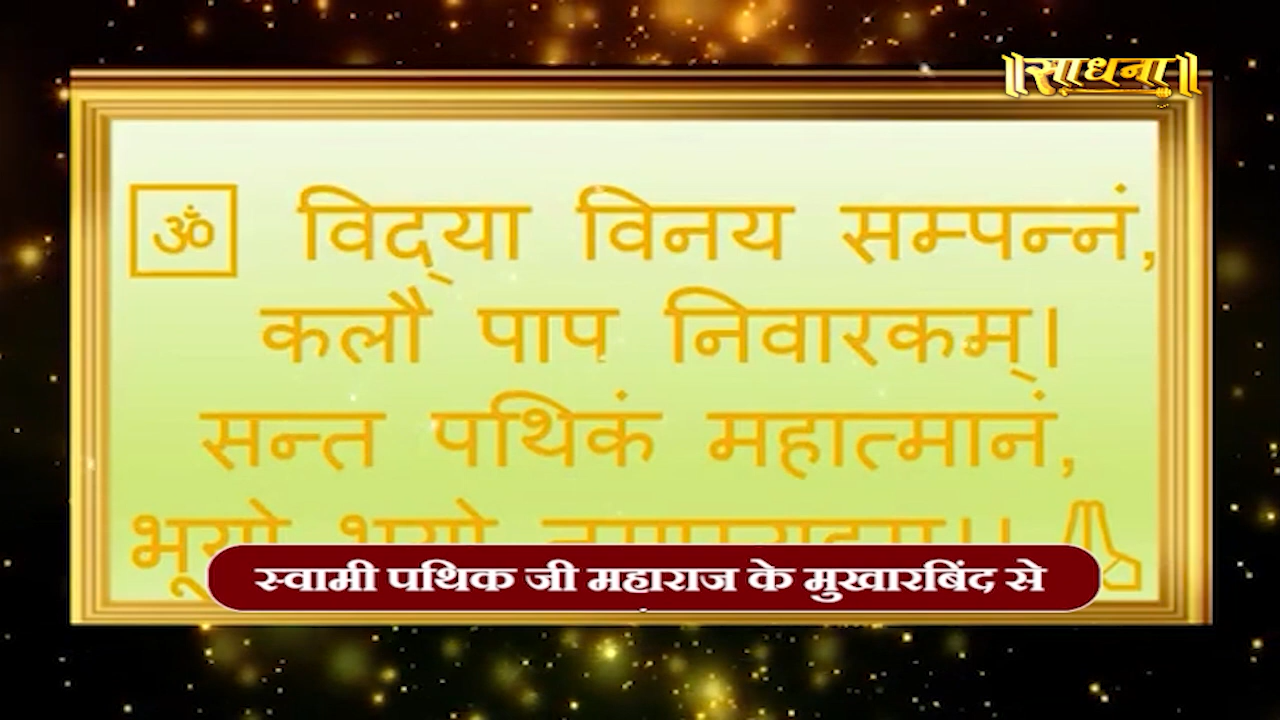 ॥साधना॥
ॐ विद्‌या विनय सम्पन्नं,
कलौ पाप निवारकम्।
सन्त पथिकं महात्मानं,
भूयो भूयो
स्वामी पथिक जी महाराज के मुखारबिंद से